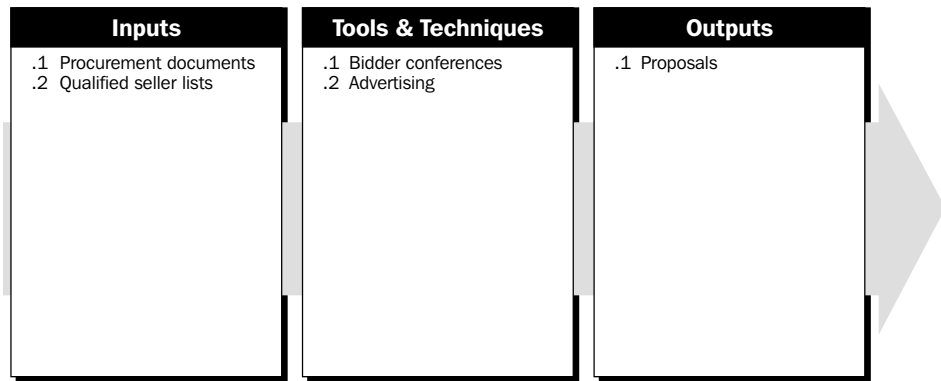 Inputs
.1 Procurement documents
.2 Qualified seller lists
Tools & Techniques
.1 Bidder conferences
.2 Advertising
Outputs
.1 Proposals